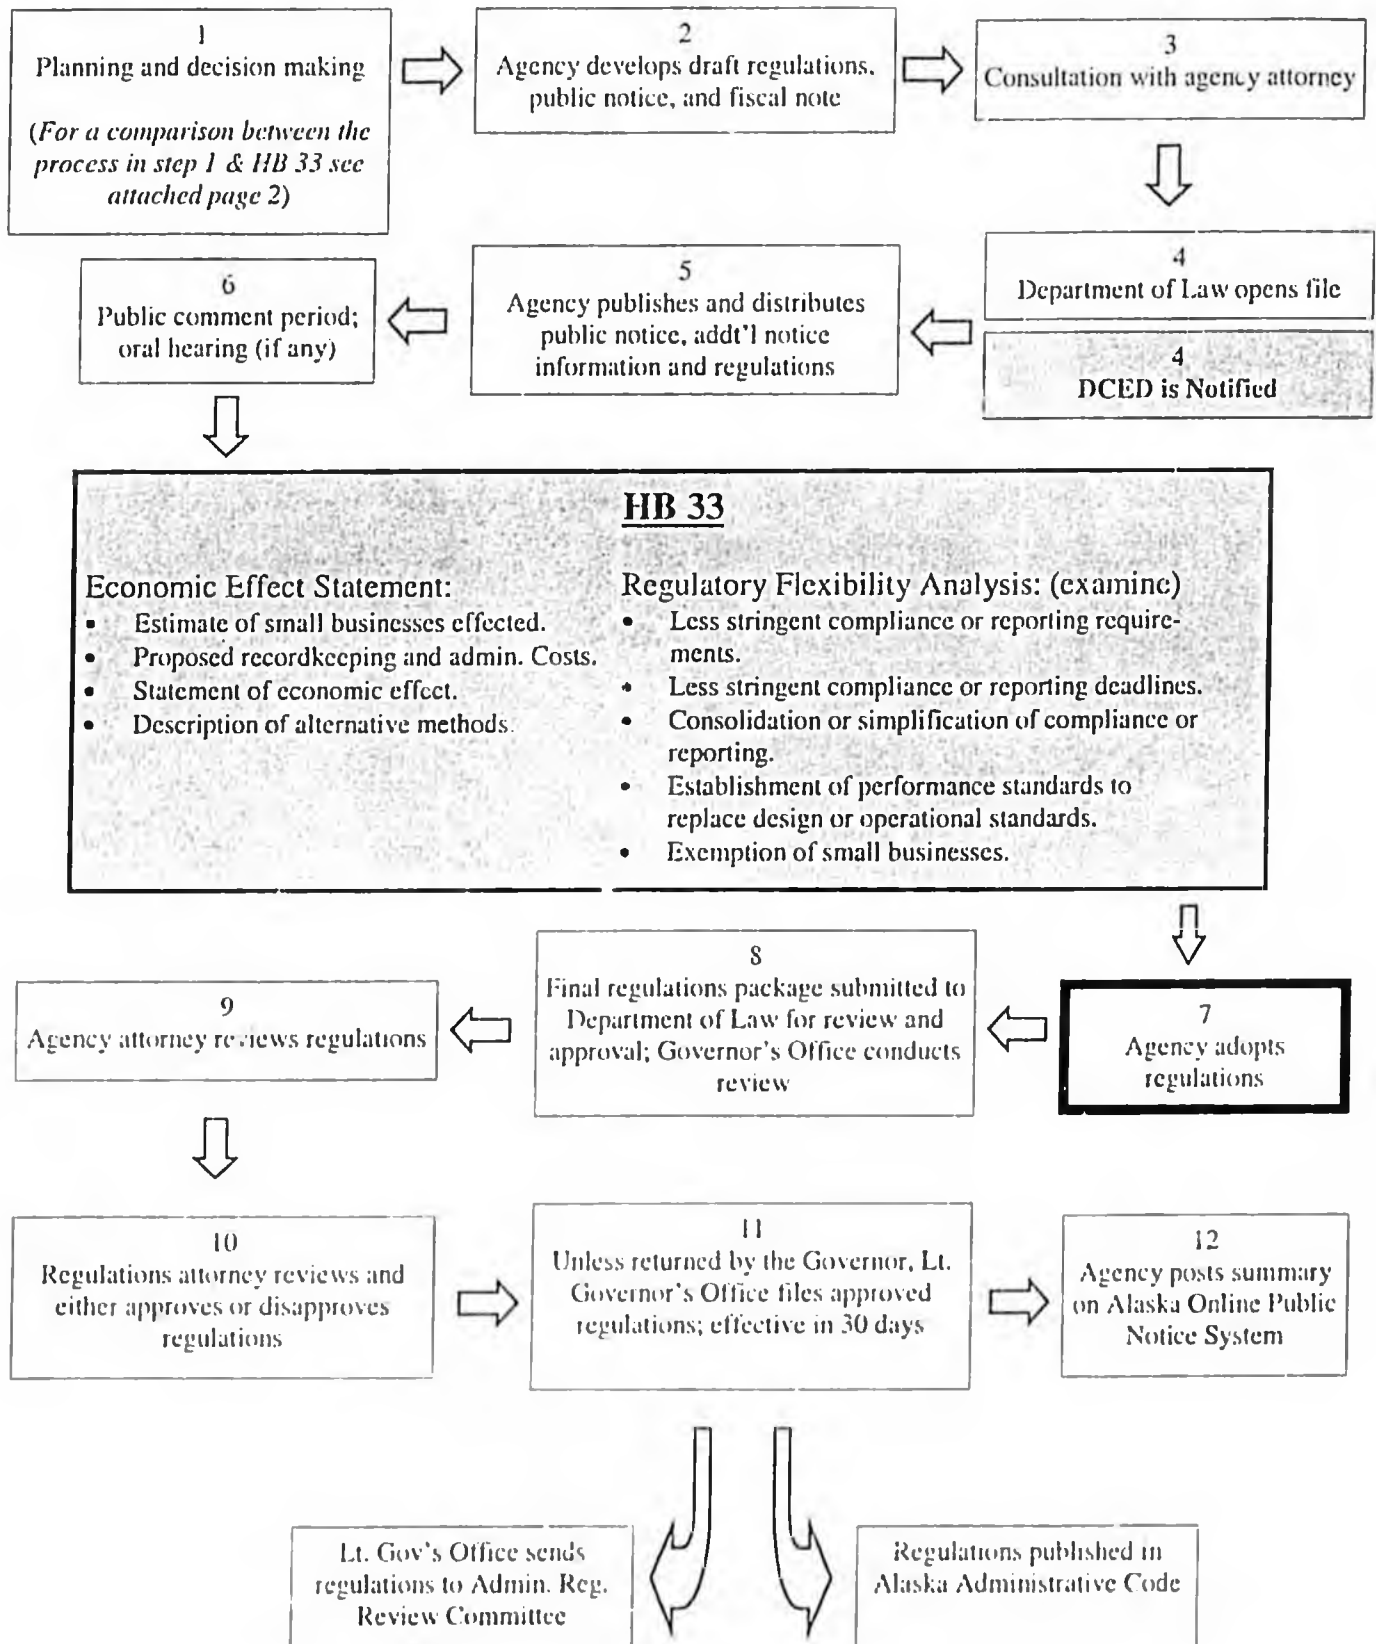 1
Planning and decision making
(For a comparison between the
process in step 1 & HB 33 see
attached page 2)
2
Agency develops draft regulations,
public notice, and fiscal note
3
Consultation with agency attorney
4
Department of Law opens file
4
DCED is Notified
5
Agency publishes and distributes
public notice, addt'l notice
information and regulations
6
Public comment period;
oral hearing (if any)
HB 33
Economic Effect Statement:
• Estimate of small businesses effected.
• Proposed recordkeeping and admin. Costs.
• Statement of economic effect.
• Description of alternative methods.
Regulatory Flexibility Analysis: (examine)
• Less stringent compliance or reporting require-
ments.
• Less stringent compliance or reporting deadlines.
• Consolidation or simplification of compliance or
reporting.
• Establishment of performance standards to
replace design or operational standards.
• Exemption of small businesses.
7
Agency adopts
regulations
8
Final regulations package submitted to
Department of Law for review and
approval; Governor's Office conducts
review
9
Agency attorney reviews regulations
10
Regulations attorney reviews and
either approves or disapproves
regulations
11
Unless returned by the Governor, Lt.
Governor's Office files approved
regulations; effective in 30 days
12
Agency posts summary
on Alaska Online Public
Notice System
Lt. Gov's Office sends
regulations to Admin. Reg.
Review Committee
Regulations published in
Alaska Administrative Code